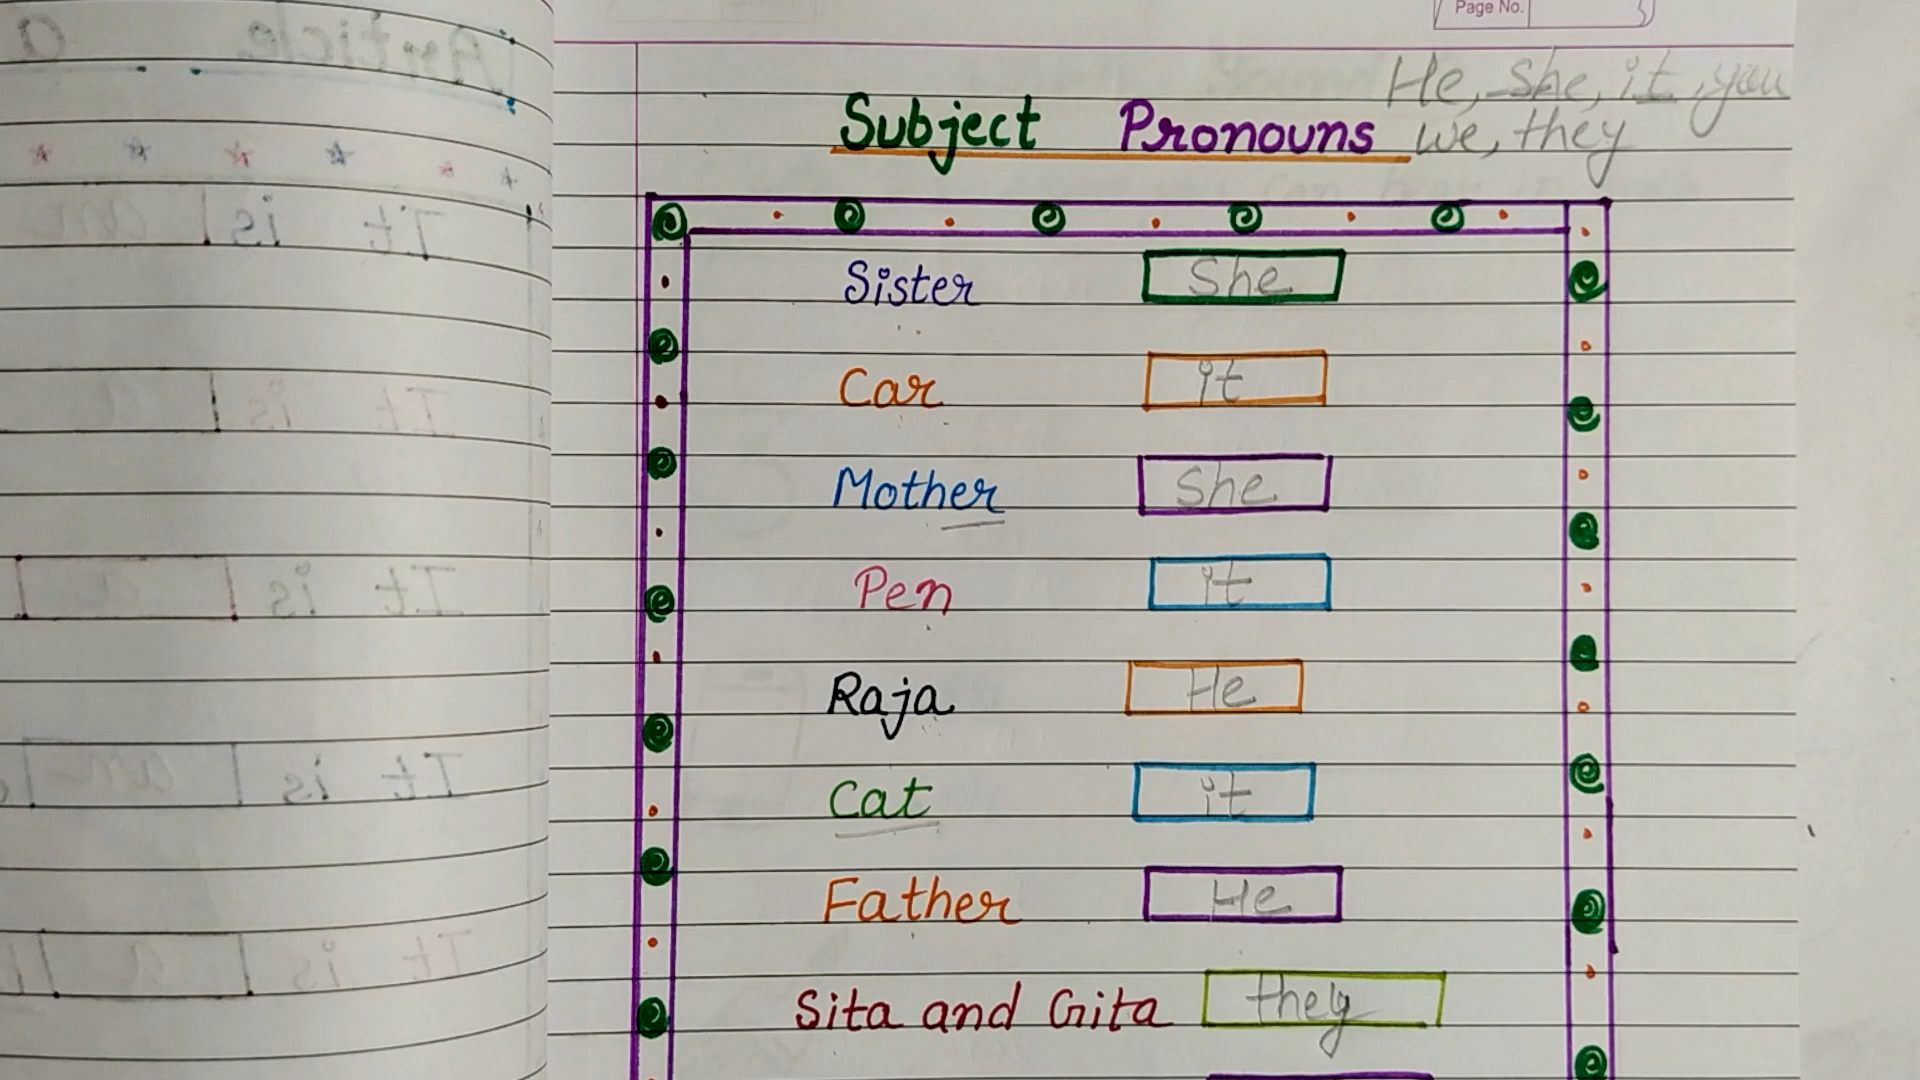 Page No.
He, She, it, you
Subject Pronouns we, they
Sister She
Car it
Mother She
Pen it
Raja He
Cat it
Father He
Sita and Gita they